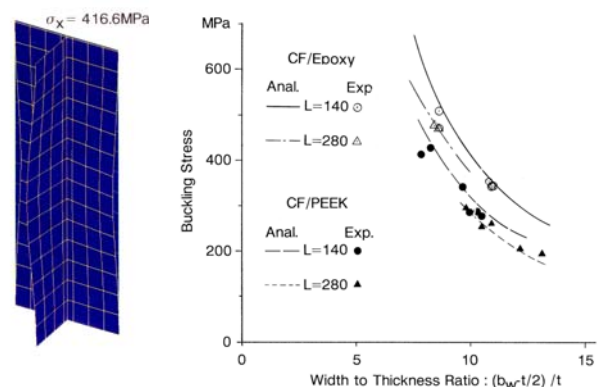 σx= 416.6MPa
MPa
600
400
200
0
Buckling Stress
CF/Epoxy
Anal. Exp
L=140
L=280
CF/PEEK
Anal. Exp.
L=140
L=280
0 5 10 15
Width to Thickness Ratio : (bw-t/2) /t